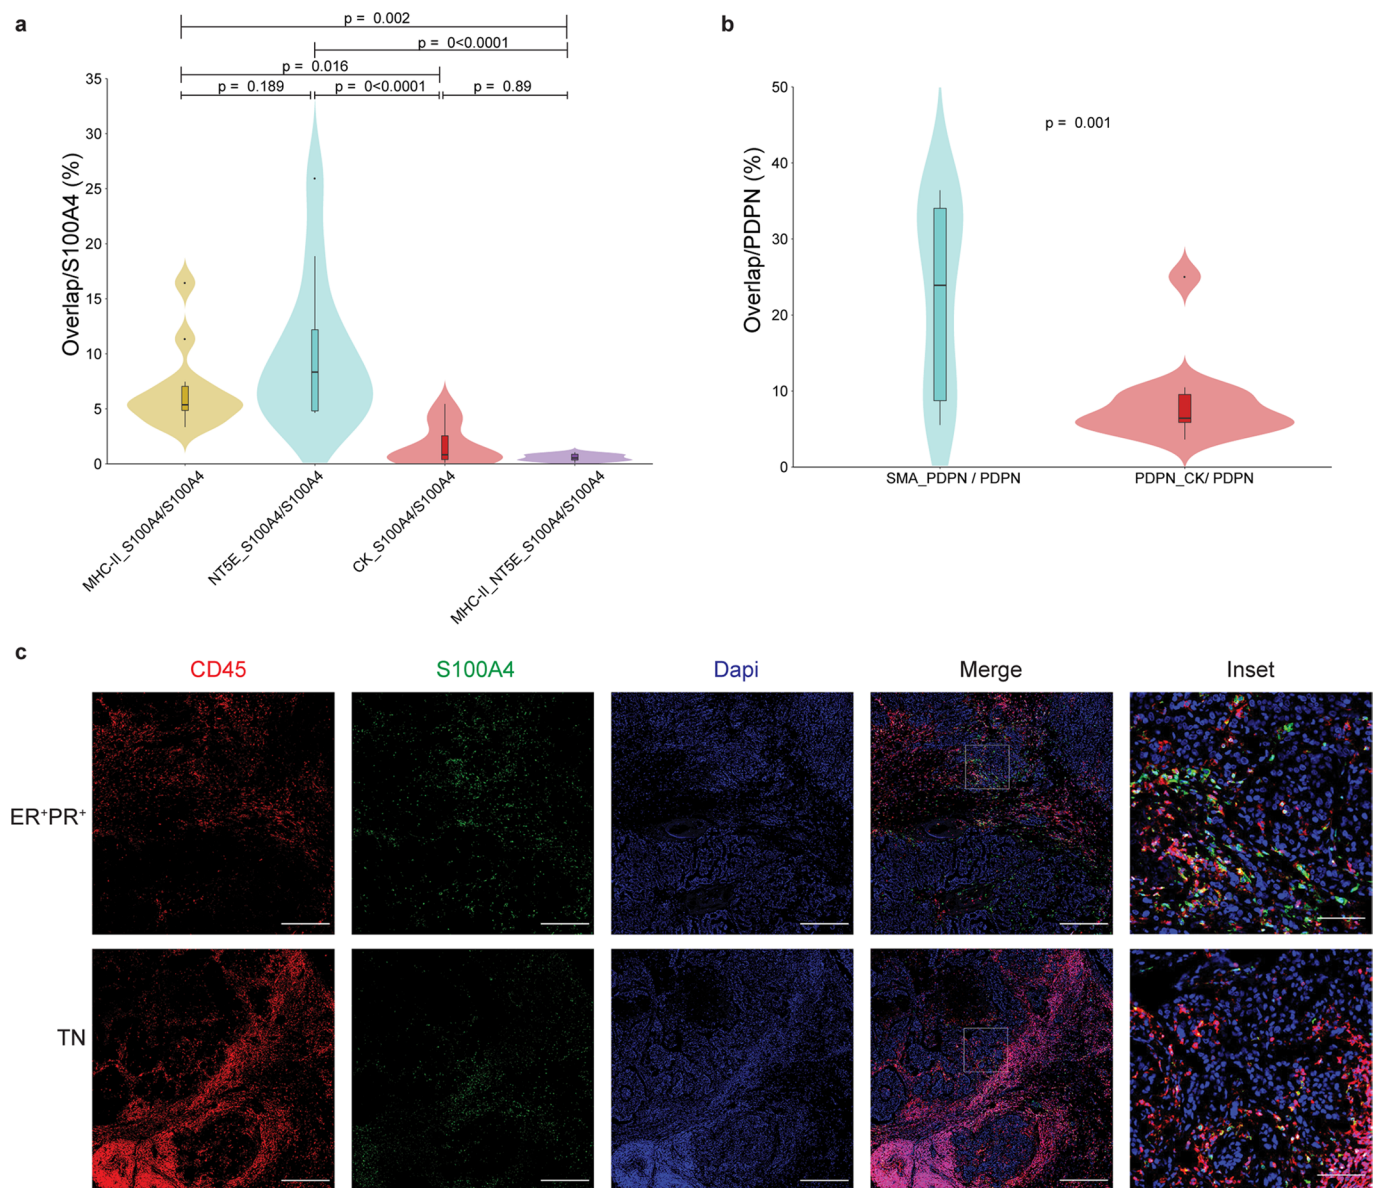 a
p = 0.002
p = 0<0.0001
p = 0.016
p = 0.189
p = 0<0.0001
p = 0.89
Overlap/S100A4 (%)
35
30
25
20
15
10
5
0
MHC-II_S100A4/S100A4
NT5E_S100A4/S100A4
CK_S100A4/S100A4
MHC-II_NT5E_S100A4/S100A4
b
p = 0.001
Overlap/PDPN (%)
50
40
30
20
10
0
SMA_PDPN / PDPN
PDPN_CK/ PDPN
c
CD45
S100A4
Dapi
Merge
Inset
ER⁺PR⁺
TN